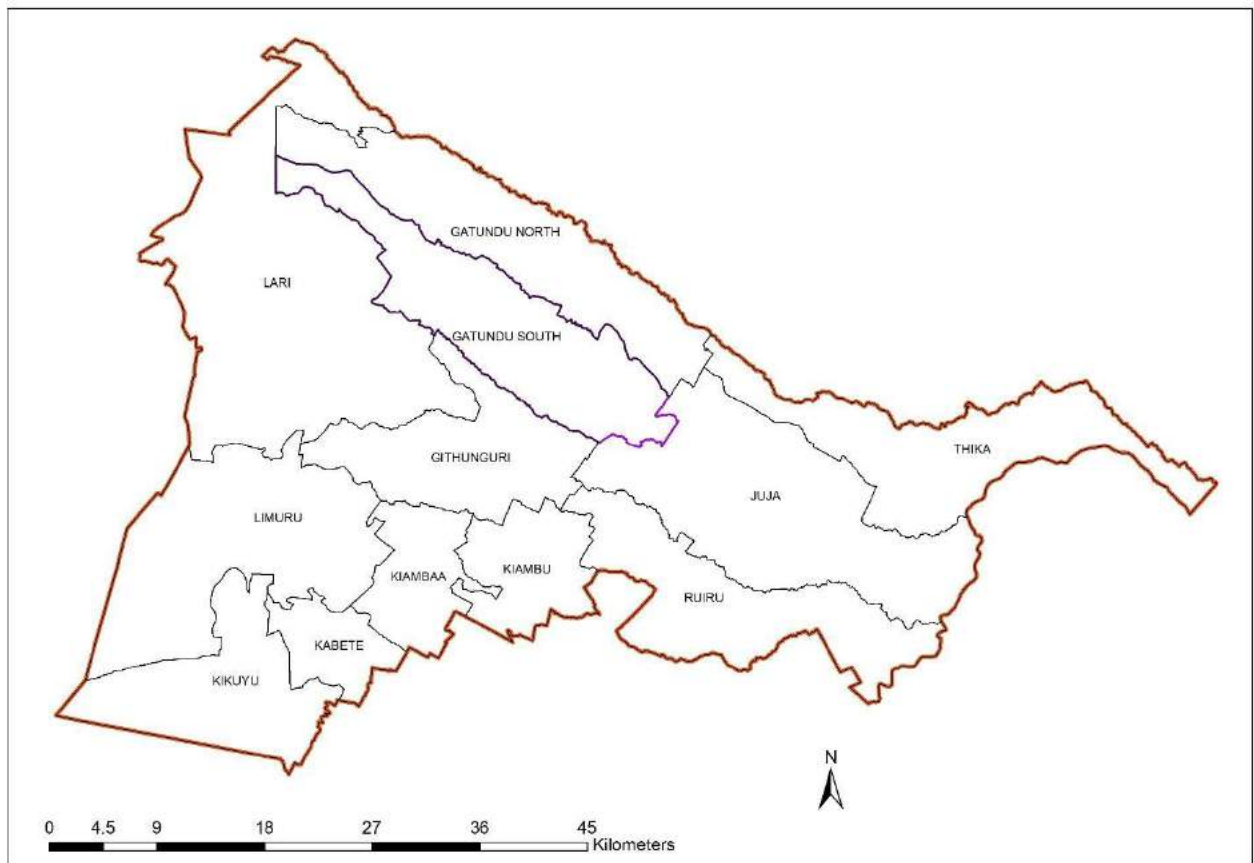 GATUNDU NORTH
LARI
GATUNDU SOUTH
THIKA
GITHUNGURI
JUJA
LIMURU
KIAMBAA
KIAMBU
RUIRU
KABETE
KIKUYU
N
0 4.5 9 18 27 36 45
Kilometers